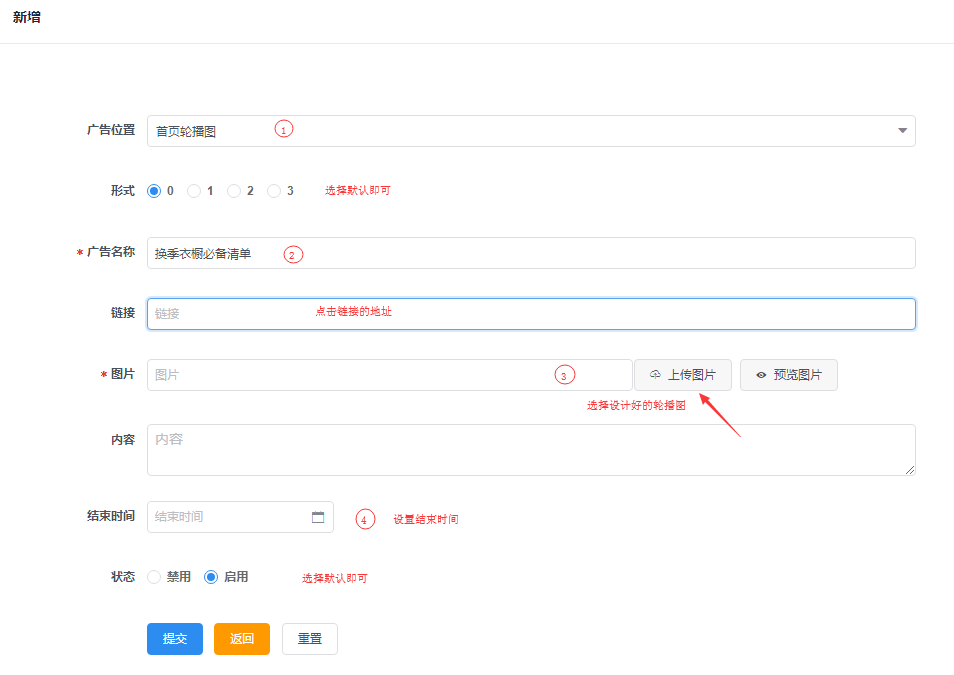 新增
广告位置 首页轮播图 1
形式 0 1 2 3 选择默认即可
* 广告名称 换季衣橱必备清单 2
链接 链接 点击链接的地址
* 图片 图片 3 上传图片 预览图片
选择设计好的轮播图
内容 内容
结束时间 结束时间 4 设置结束时间
状态 禁用 启用 选择默认即可
提交 返回 重置